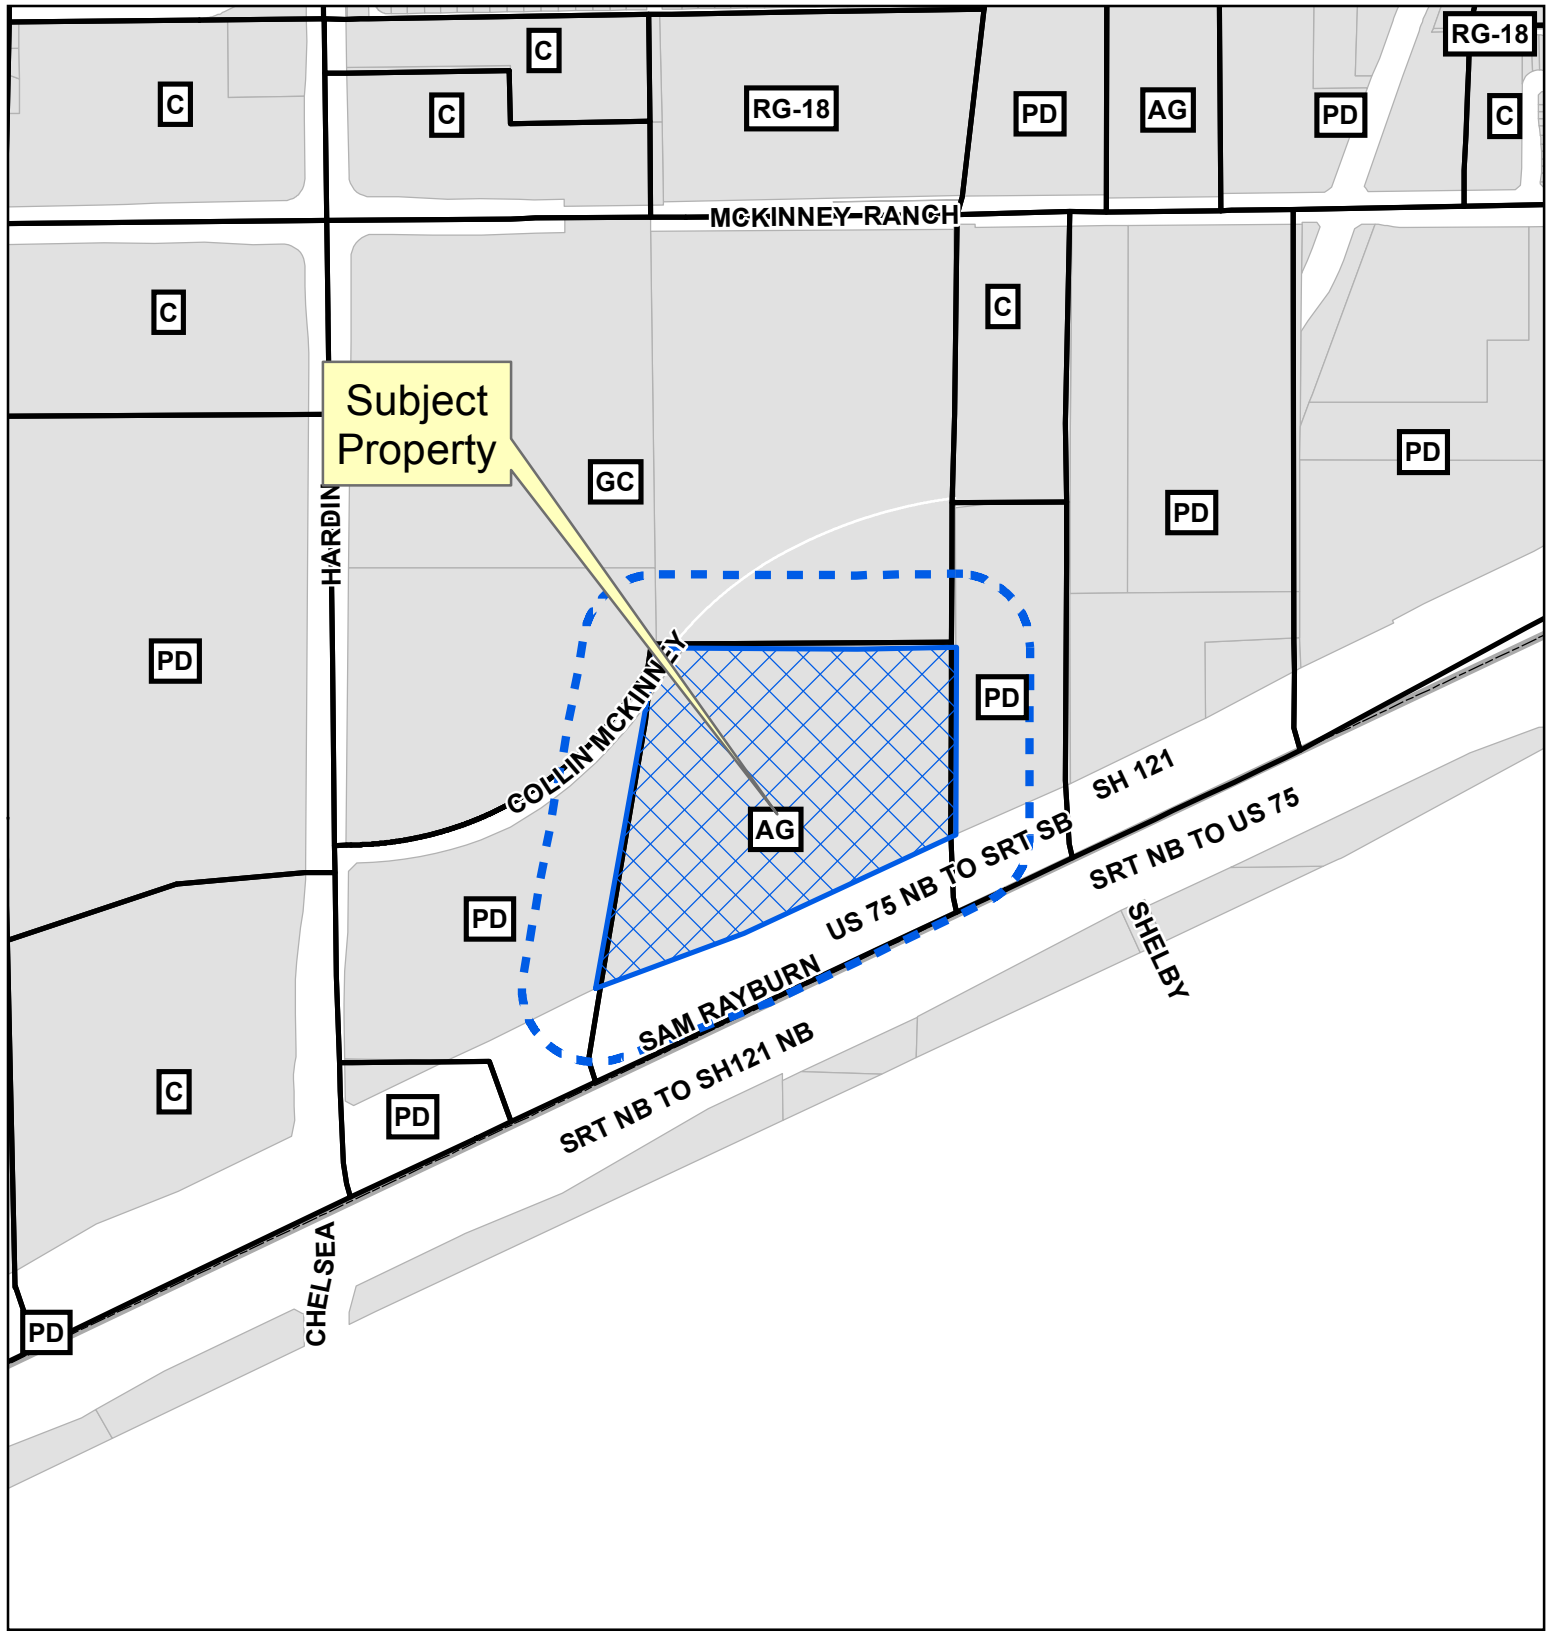 RG-18
C
C
C
RG-18
PD
AG
PD
C
MCKINNEY RANCH
C
C
Subject
Property
GC
PD
PD
HARDIN
PD
COLLIN MCKINNEY
PD
SH 121
AG
US 75 NB TO SRT SB
SRT NB TO US 75
PD
SHELBY
SAM RAYBURN
SRT NB TO SH121 NB
C
PD
CHELSEA
PD